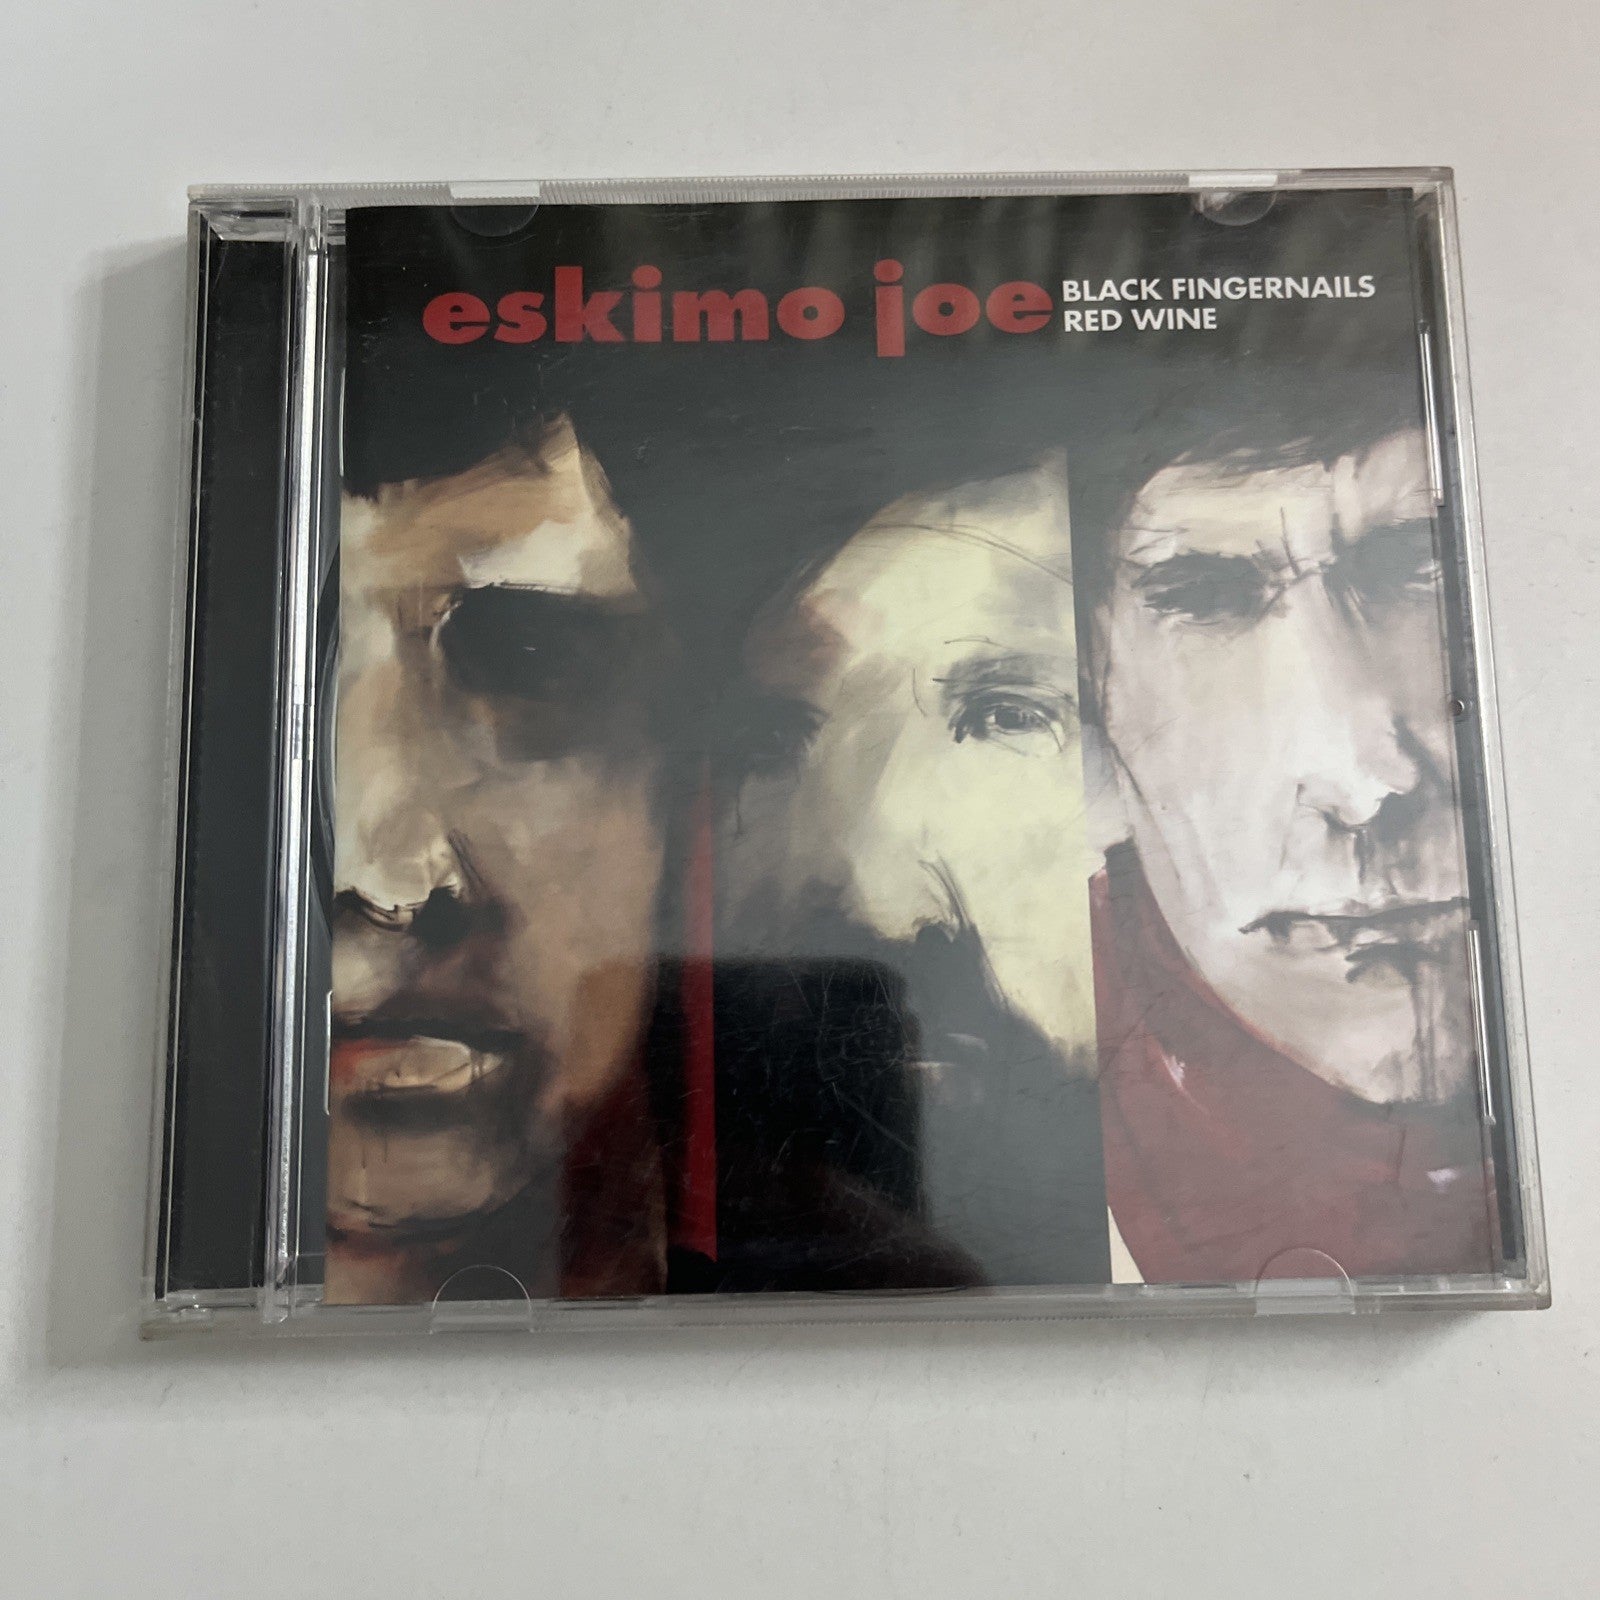 eskimo joe
BLACK FINGERNAILS
RED WINE